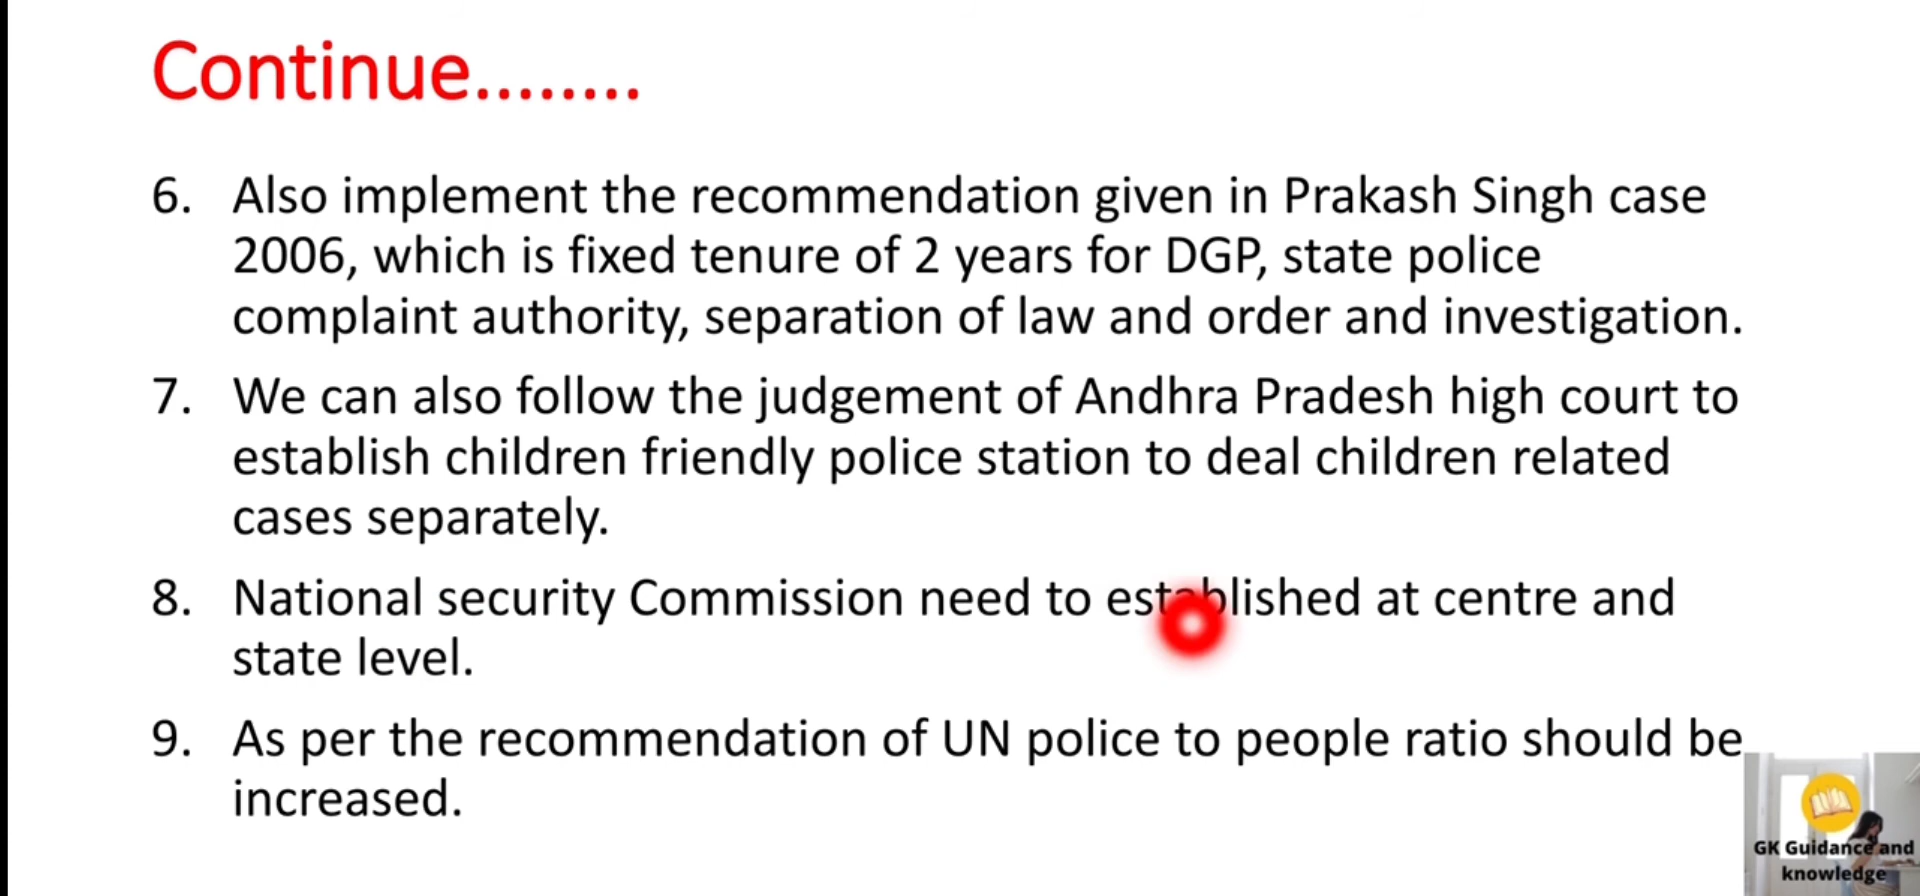 Continue........
6. Also implement the recommendation given in Prakash Singh case
2006, which is fixed tenure of 2 years for DGP, state police
complaint authority, separation of law and order and investigation.
7. We can also follow the judgement of Andhra Pradesh high court to
establish children friendly police station to deal children related
cases separately.
8. National security Commission need to established at centre and
state level.
9. As per the recommendation of UN police to people ratio should be
increased.
GK Guidance and
knowledge